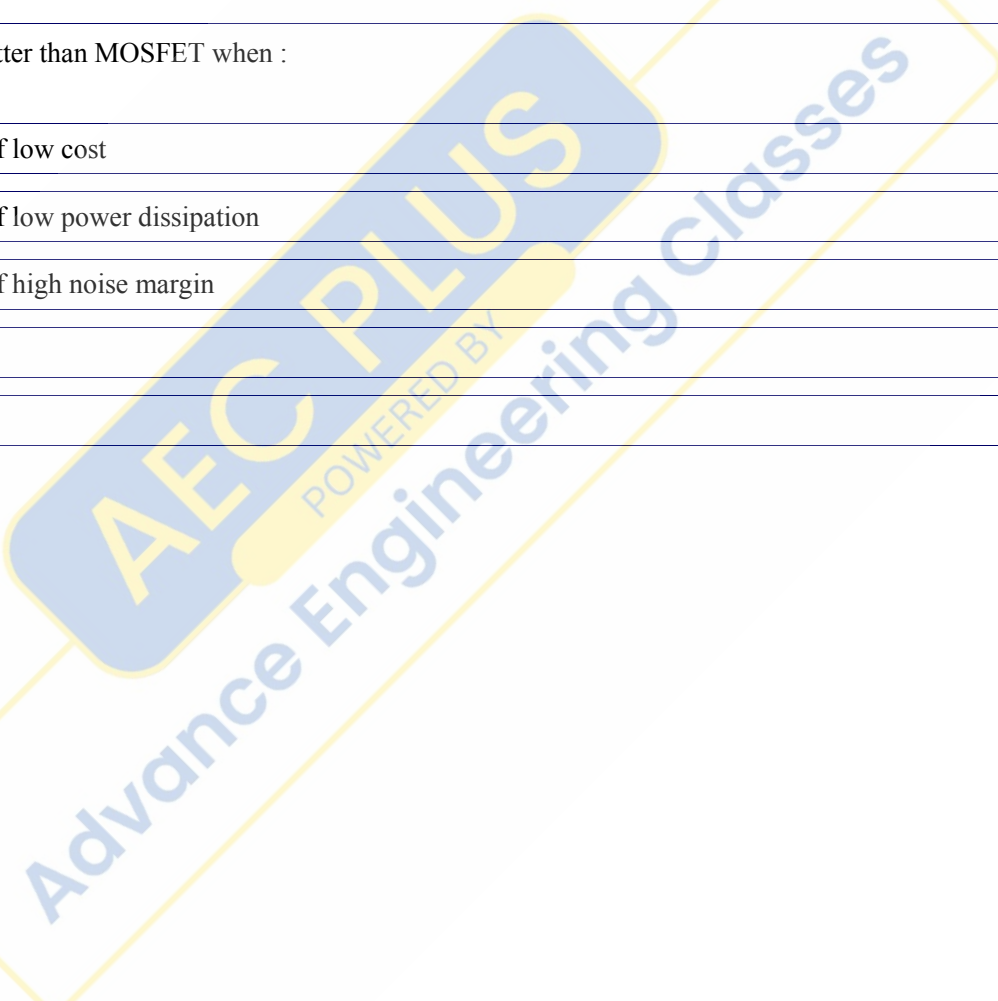 tter than MOSFET when :
f low cost
f low power dissipation
f high noise margin
AEC PLUS
POWERED BY
Advance Engineering Classes